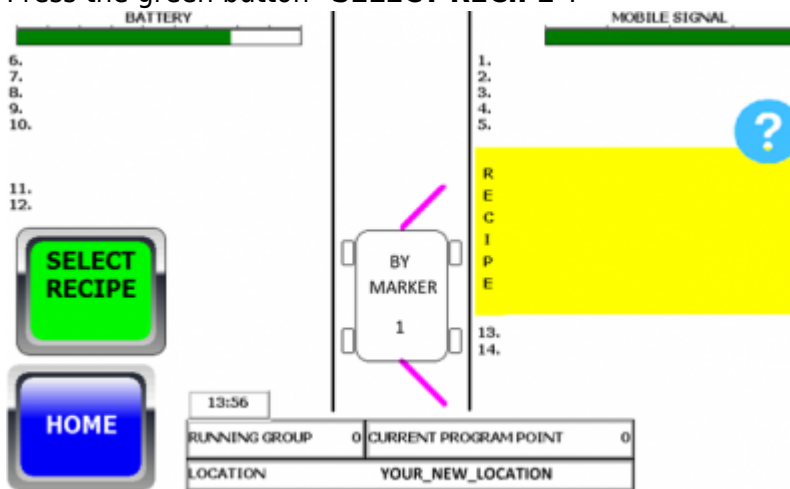 Press the green button "SELECT RECIPE".
BATTERY
MOBILE SIGNAL
6.
7.
8.
9.
10.
11.
12.
1.
2.
3.
4.
5.
?
R
E
C
I
P
E
13.
14.
SELECT
RECIPE
BY
MARKER
1
HOME
13:56
RUNNING GROUP 0 CURRENT PROGRAM POINT 0
LOCATION YOUR_NEW_LOCATION